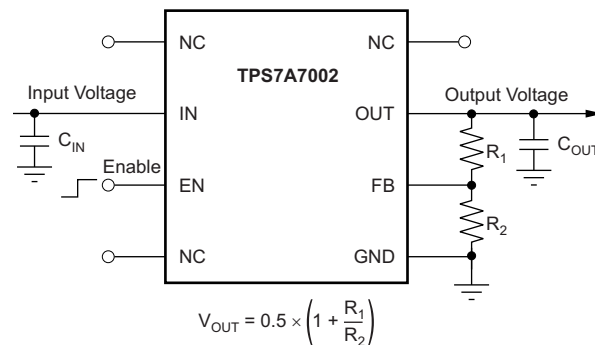 NC NC
TPS7A7002
Input Voltage IN OUT Output Voltage
C_IN R_1 C_OUT
Enable EN FB
R_2
NC GND
V_OUT = 0.5 × (1 + R_1/R_2)